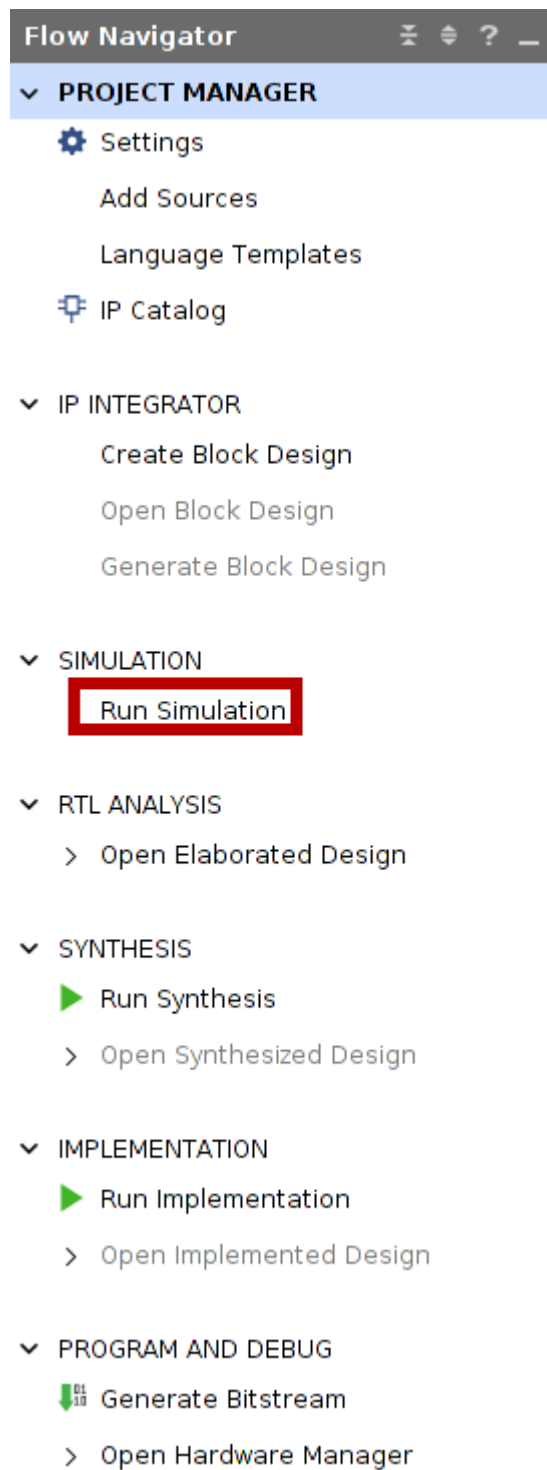 Flow Navigator ?
PROJECT MANAGER
Settings
Add Sources
Language Templates
IP Catalog
IP INTEGRATOR
Create Block Design
Open Block Design
Generate Block Design
SIMULATION
Run Simulation
RTL ANALYSIS
Open Elaborated Design
SYNTHESIS
Run Synthesis
Open Synthesized Design
IMPLEMENTATION
Run Implementation
Open Implemented Design
PROGRAM AND DEBUG
Generate Bitstream
Open Hardware Manager